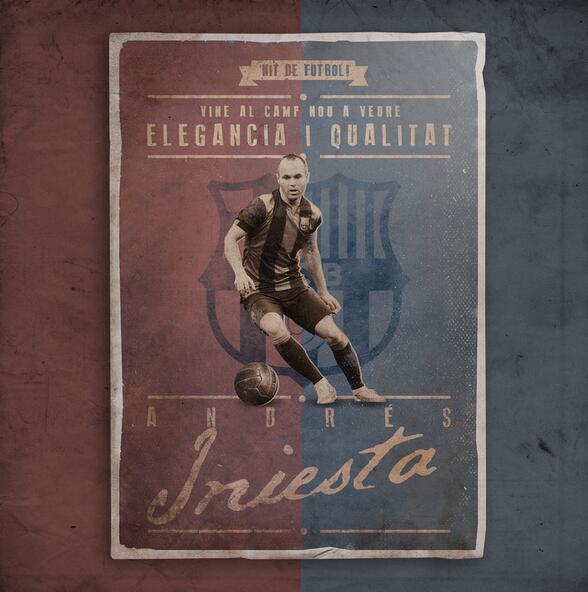 NIT DE FUTBOL!
VINE AL CAMP NOU A VEURE
ELEGANCIA I QUALITAT
B
ANDRÉS
Iniesta